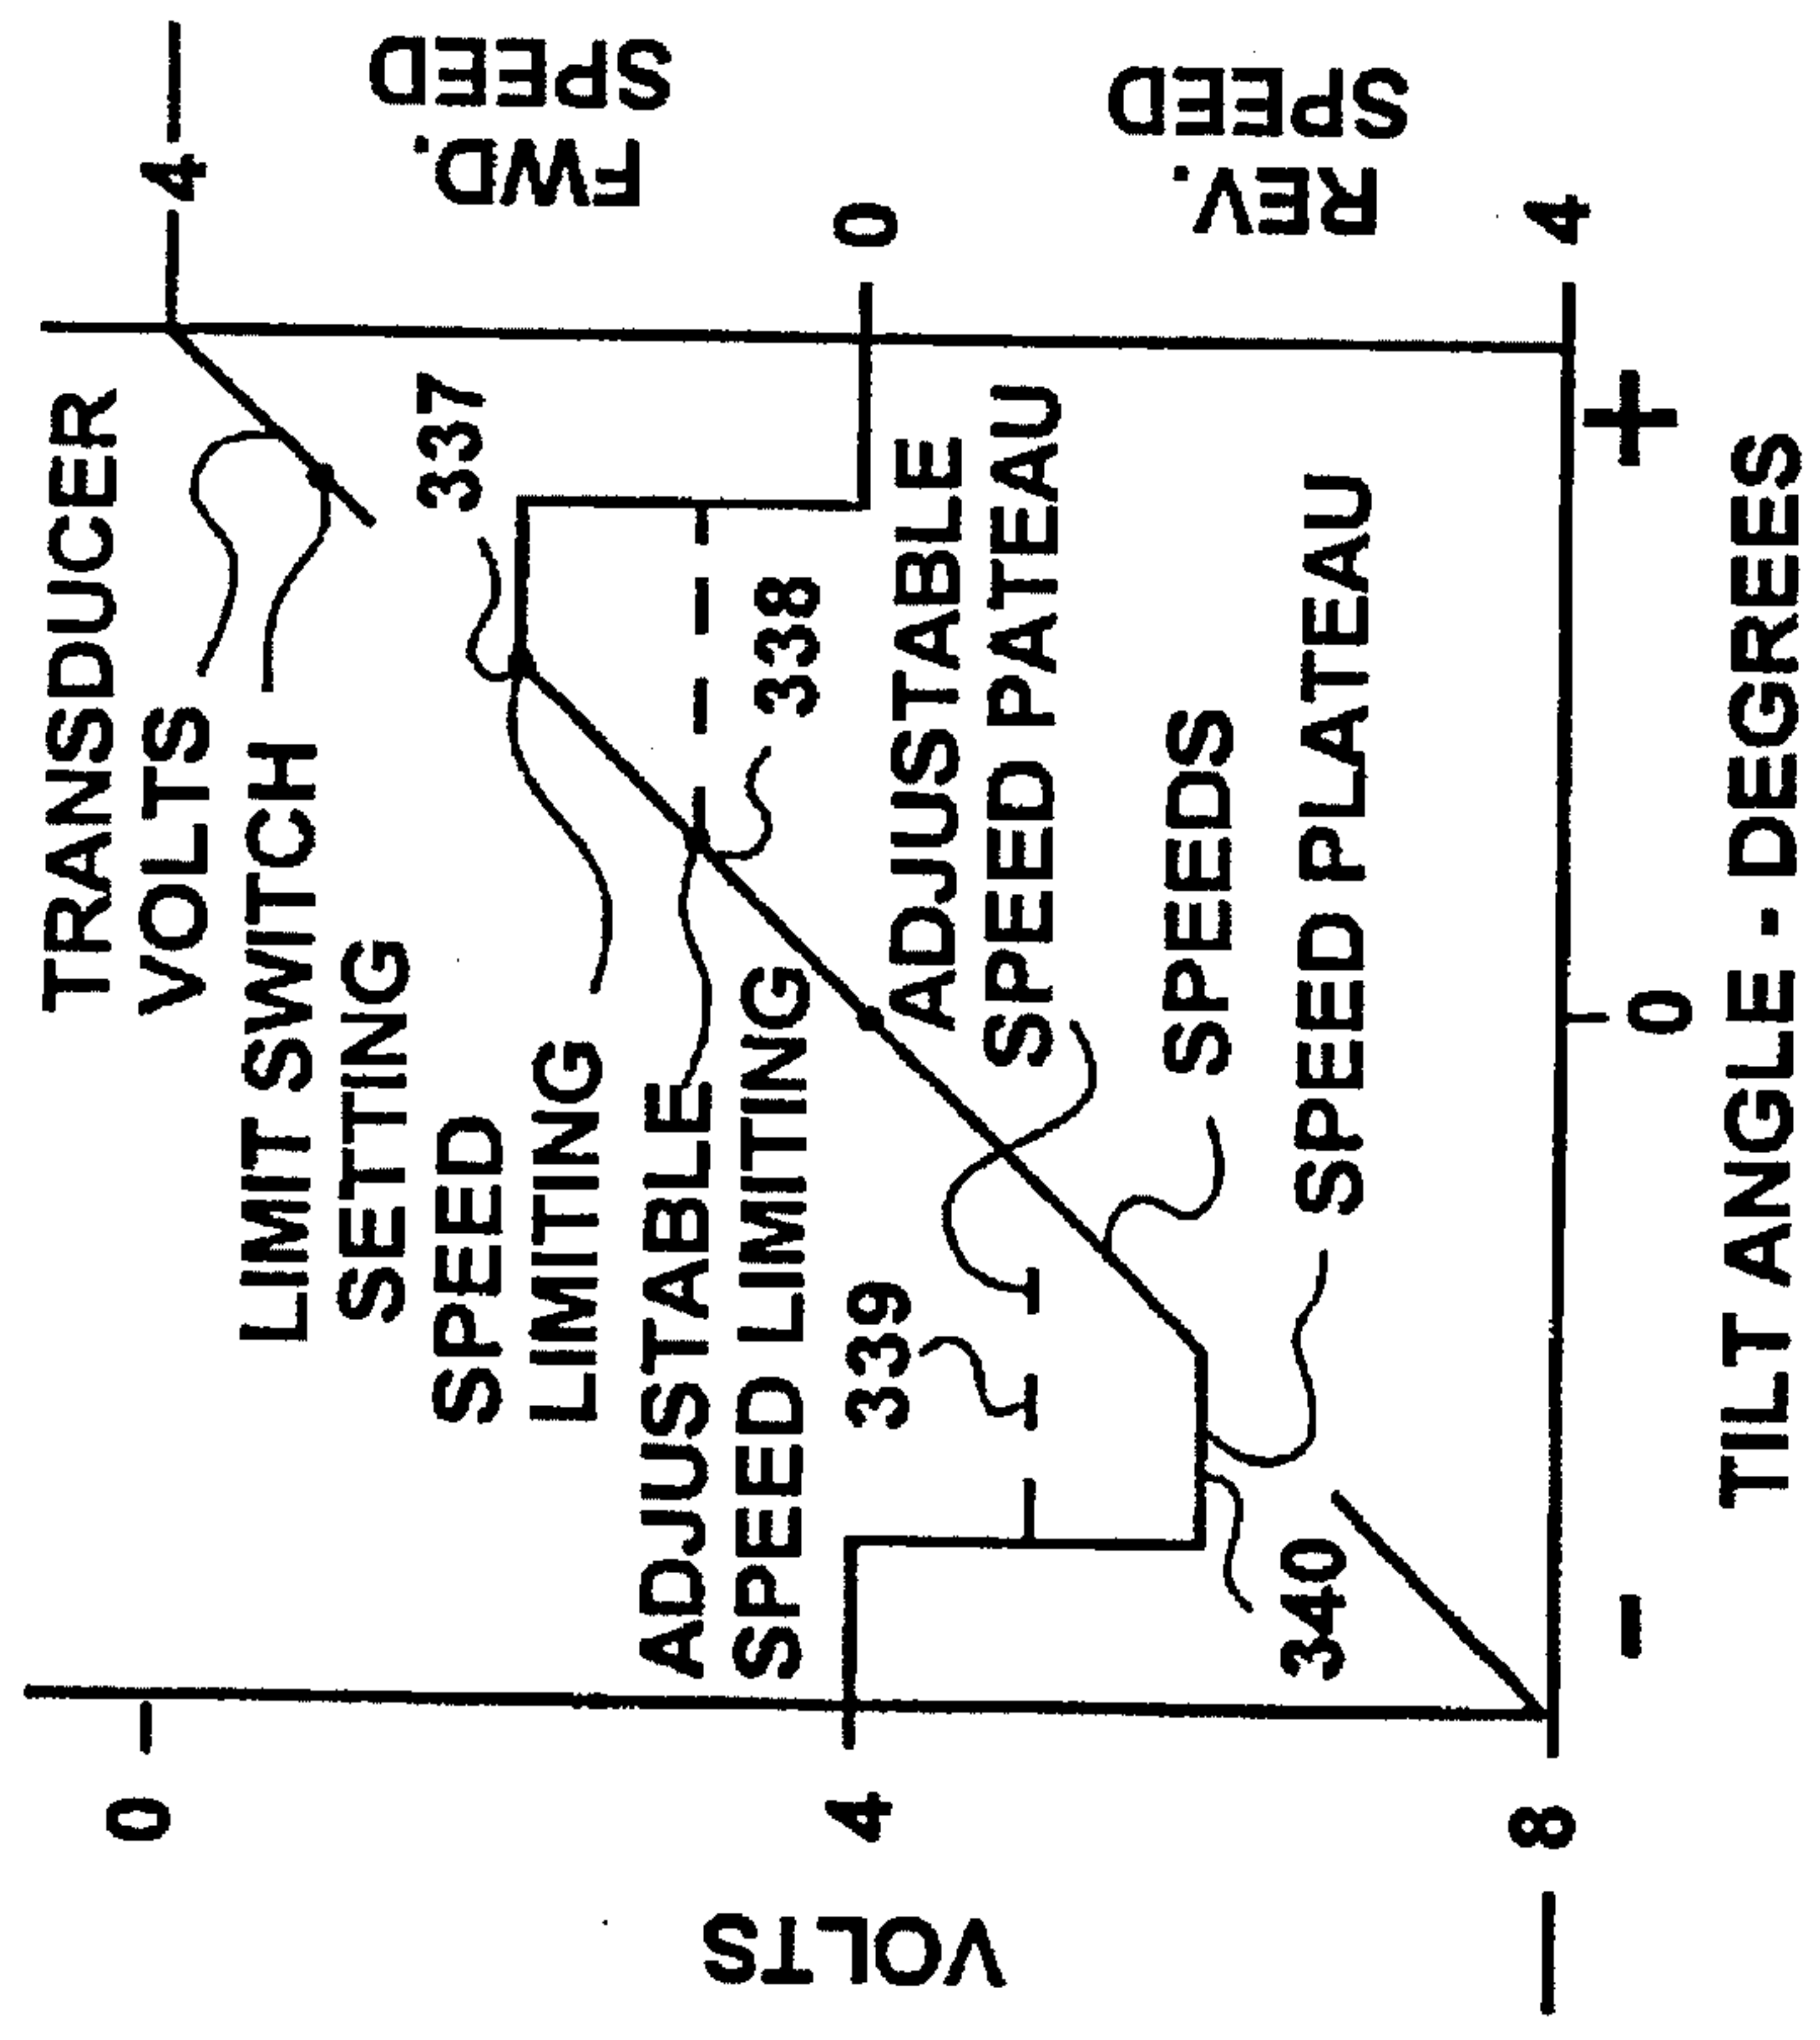 TRANSDUCER
VOLTS
LIMIT SWITCH
SETTING
SPEED
LIMITING
ADJUSTABLE
SPEED LIMITING
337
338
339
340
ADJUSTABLE
SPEED PATEAU
SPEEDS
SPEED PLATEAU
VOLTS
0
4
8
4
0
4
FWD.
SPEED
REV.
SPEED
-
0
+
TILT ANGLE - DEGREES